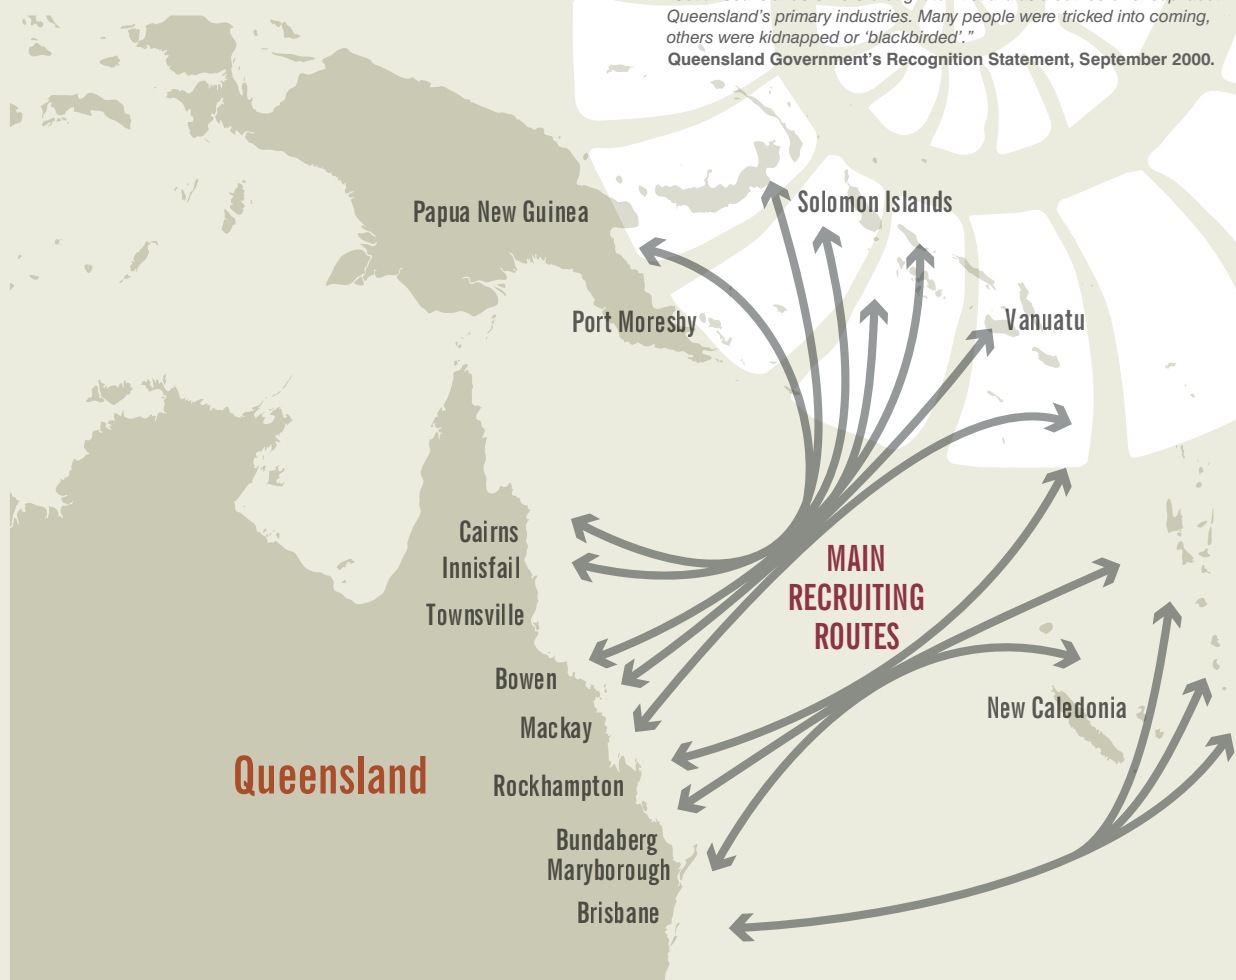 Queensland’s primary industries. Many people were tricked into coming,
others were kidnapped or ‘blackbirded’.”
Queensland Government’s Recognition Statement, September 2000.
Solomon Islands
Papua New Guinea
Port Moresby
Vanuatu
Cairns
Innisfail
Townsville
MAIN
RECRUITING
ROUTES
Bowen
New Caledonia
Mackay
Queensland
Rockhampton
Bundaberg
Maryborough
Brisbane